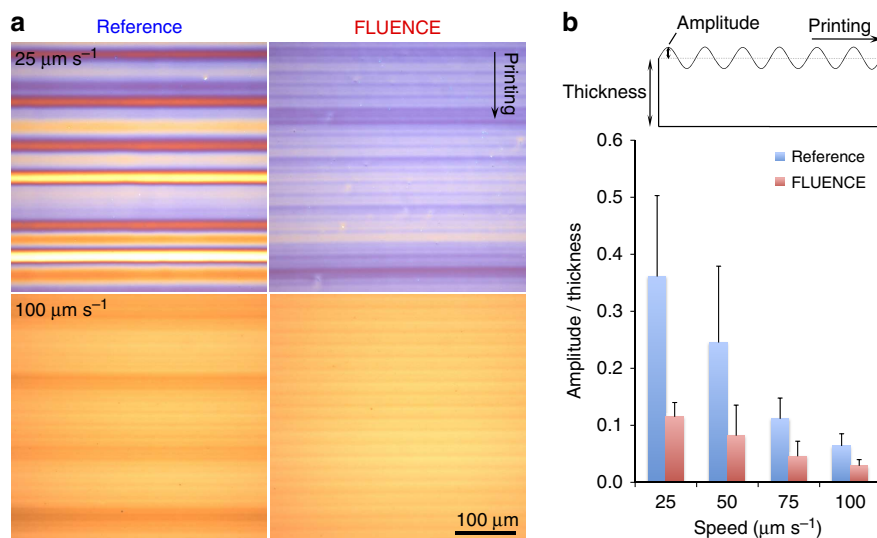 a
Reference
FLUENCE
25 μm s⁻¹
Printing
100 μm s⁻¹
100 μm
b
Amplitude
Printing
Thickness
Reference
FLUENCE
Amplitude / thickness
0.6
0.5
0.4
0.3
0.2
0.1
0.0
25 50 75 100
Speed (μm s⁻¹)